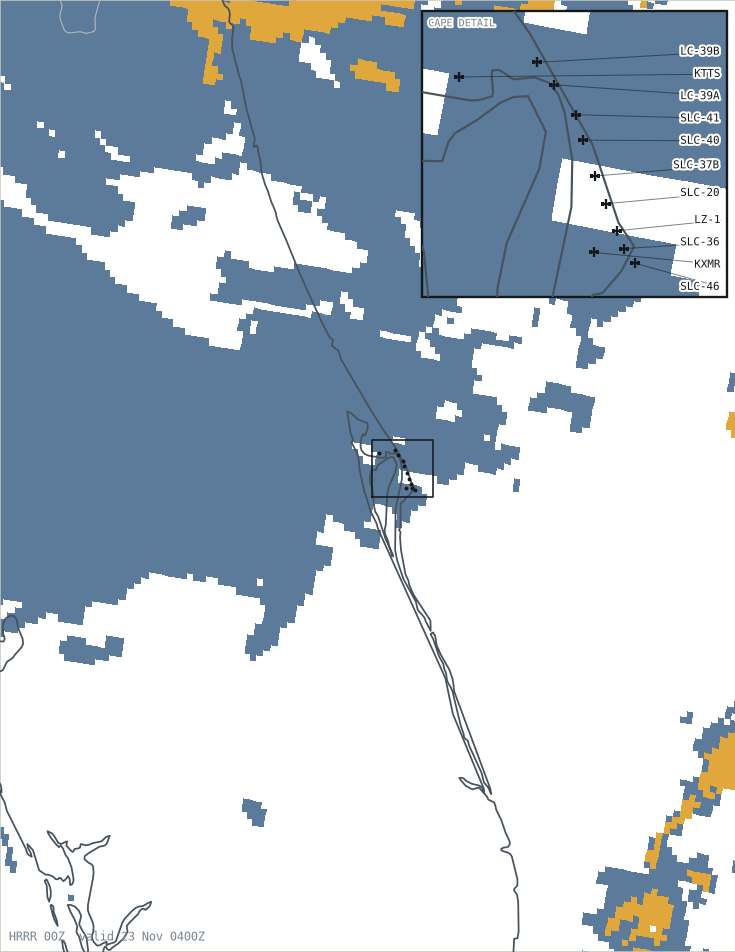 CAPE DETAIL
LC-39B
KTTS
LC-39A
SLC-41
SLC-40
SLC-37B
SLC-20
LZ-1
SLC-36
KXMR
SLC-46
HRRR 00Z  valid 23 Nov 0400Z